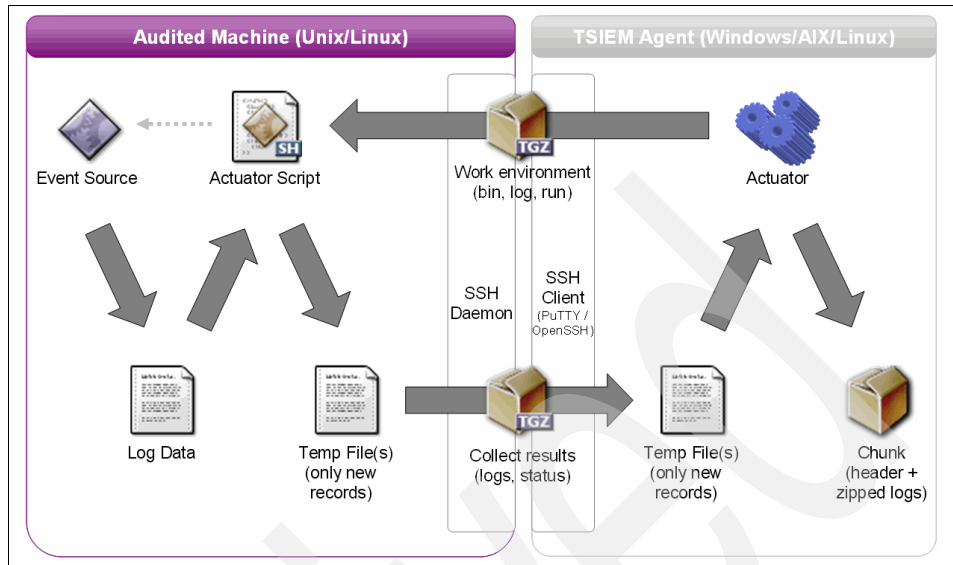 Audited Machine (Unix/Linux)
TSIEM Agent (Windows/AIX/Linux)
SH
TGZ
Event Source
Actuator Script
Work environment
(bin, log, run)
Actuator
SSH
Daemon
SSH
Client
(PuTTY /
OpenSSH)
TGZ
Log Data
Temp File(s)
(only new
records)
Collect results
(logs, status)
Temp File(s)
(only new
records)
Chunk
(header +
zipped logs)